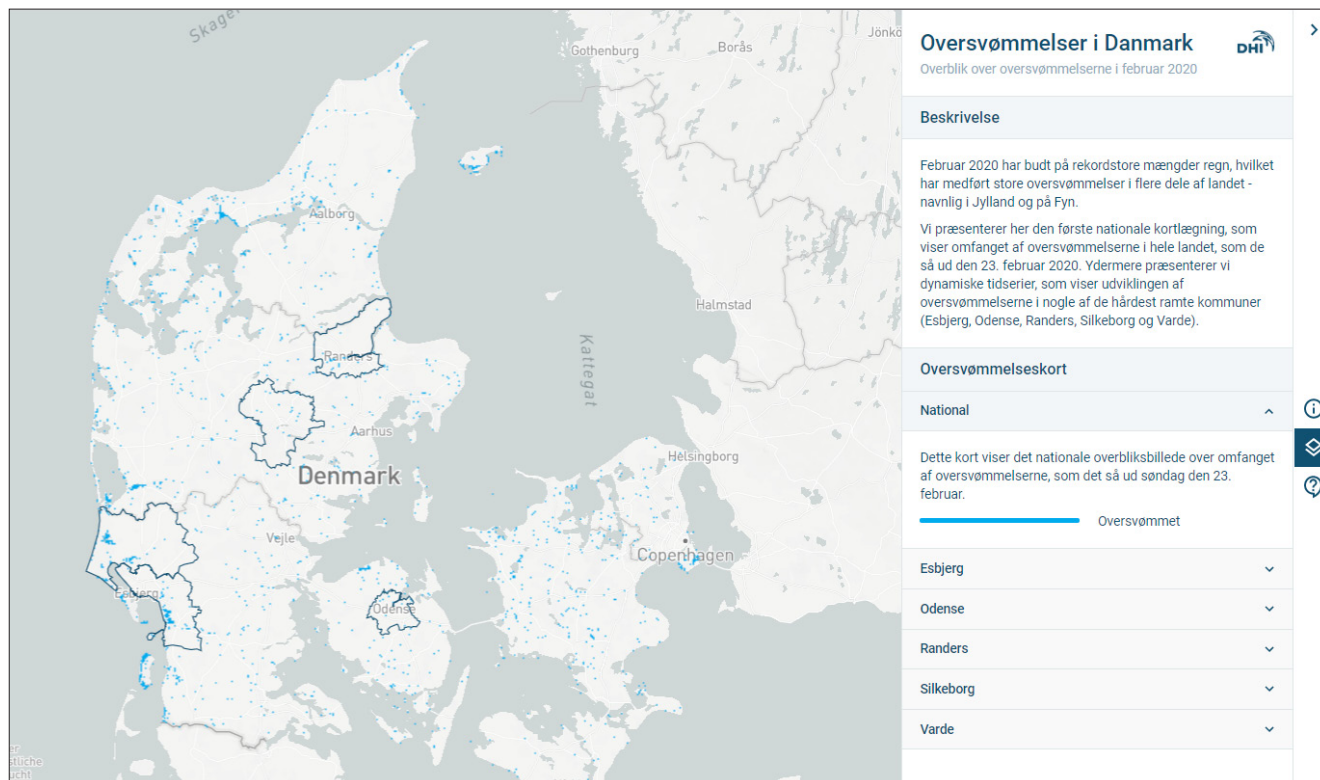 Skager
Gothenburg
Borås
Jönkö
Aalborg
Halmstad
Kattegat
Randers
Aarhus
Helsingborg
Denmark
Vejle
Copenhagen
Esbjerg
Odense
Oversvømmelser i Danmark
DHI
Overblik over oversvømmelserne i februar 2020
Beskrivelse
Februar 2020 har budt på rekordstore mængder regn, hvilket
har medført store oversvømmelser i flere dele af landet -
navnlig i Jylland og på Fyn.
Vi præsenterer her den første nationale kortlægning, som
viser omfanget af oversvømmelserne i hele landet, som de
så ud den 23. februar 2020. Ydermere præsenterer vi
dynamiske tidserier, som viser udviklingen af
oversvømmelserne i nogle af de hårdest ramte kommuner
(Esbjerg, Odense, Randers, Silkeborg og Varde).
Oversvømmelseskort
National
Dette kort viser det nationale overbliksbillede over omfanget
af oversvømmelserne, som det så ud søndag den 23.
februar.
Oversvømmet
Esbjerg
Odense
Randers
Silkeborg
Varde